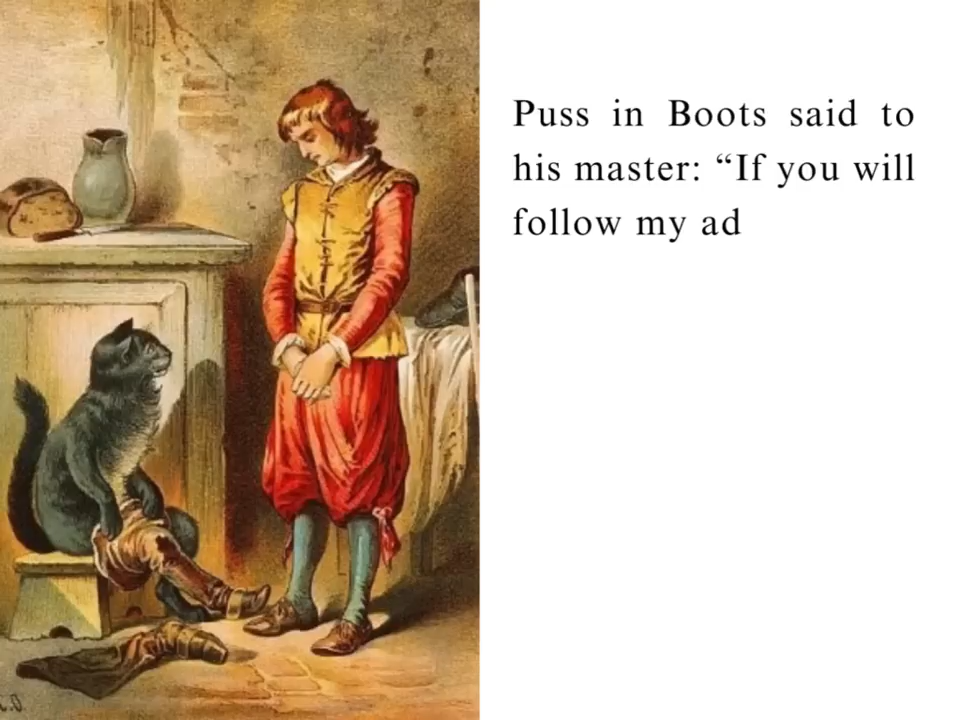 Puss in Boots said to
his master: “If you will
follow my ad